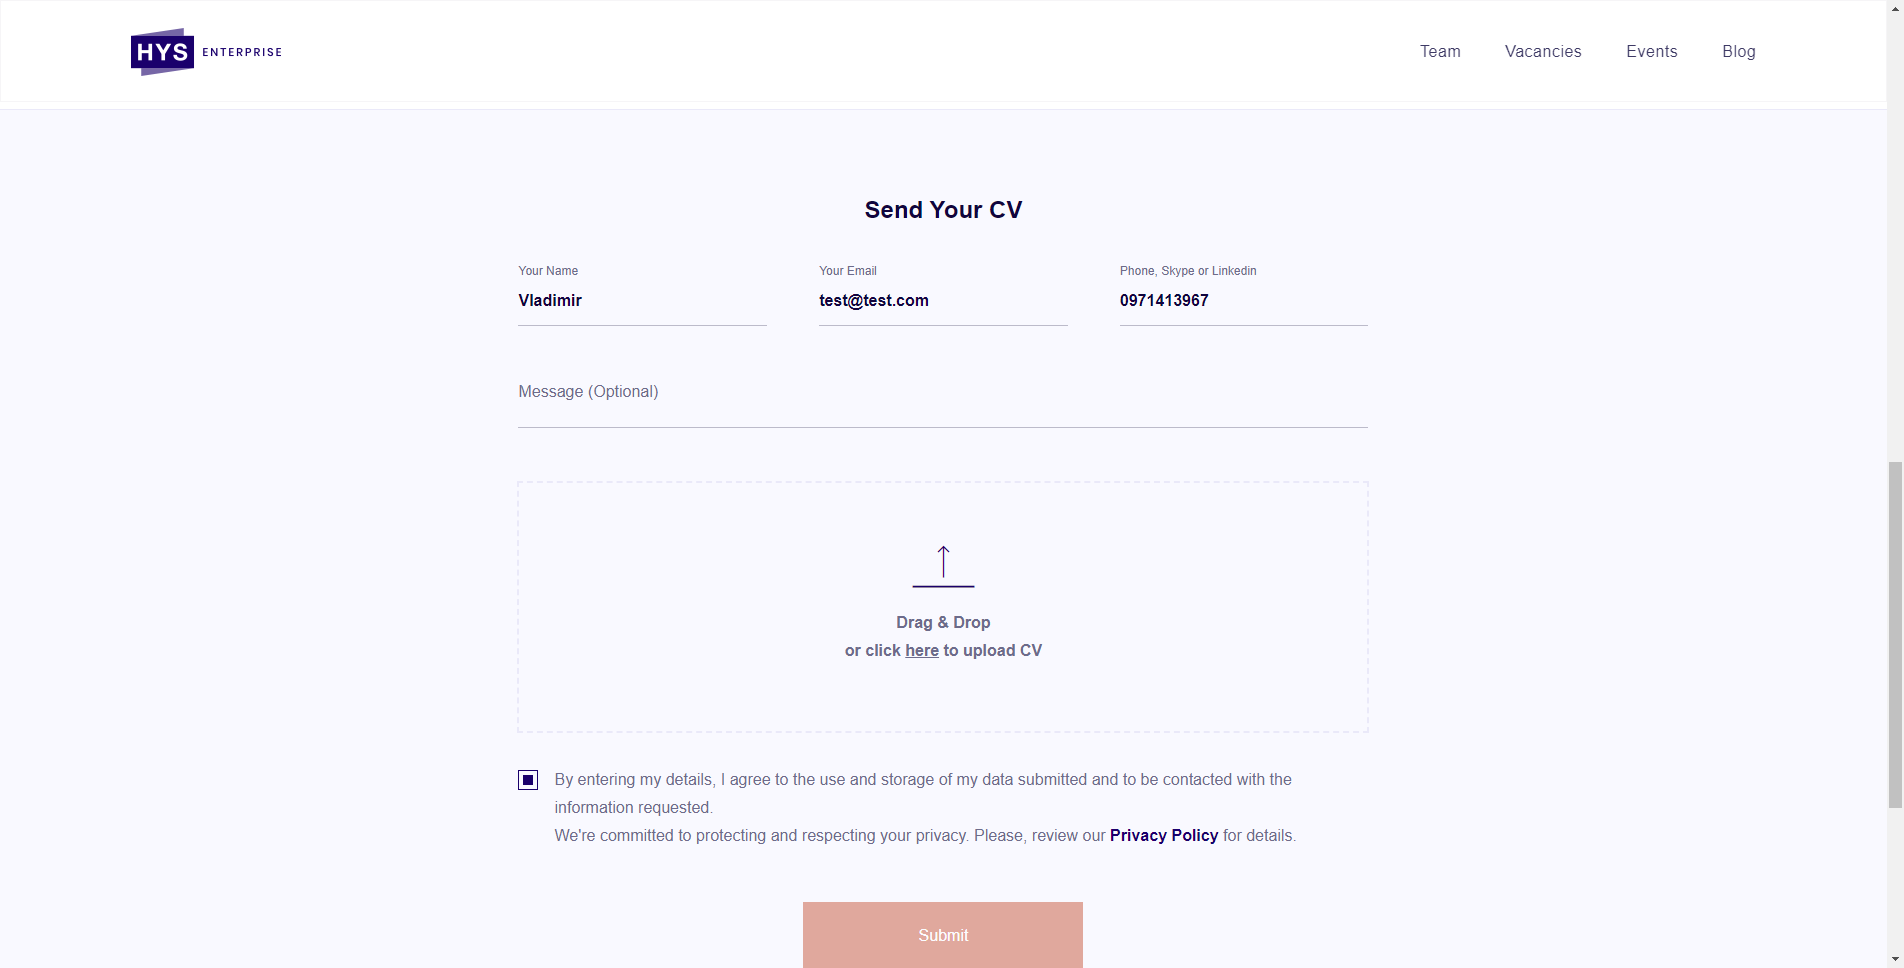 HYS ENTERPRISE
Team Vacancies Events Blog
Send Your CV
Your Name Your Email Phone, Skype or Linkedin
Vladimir test@test.com 0971413967
Message (Optional)
Drag & Drop
or click here to upload CV
By entering my details, I agree to the use and storage of my data submitted and to be contacted with the
information requested.
We're committed to protecting and respecting your privacy. Please, review our Privacy Policy for details.
Submit